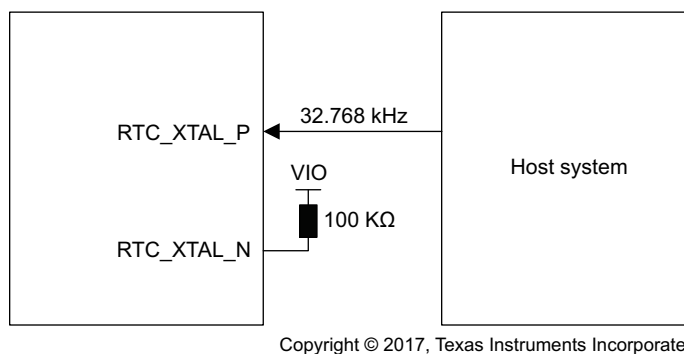 32.768 kHz
RTC_XTAL_P
Host system
VIO
100 KΩ
RTC_XTAL_N
Copyright © 2017, Texas Instruments Incorporate